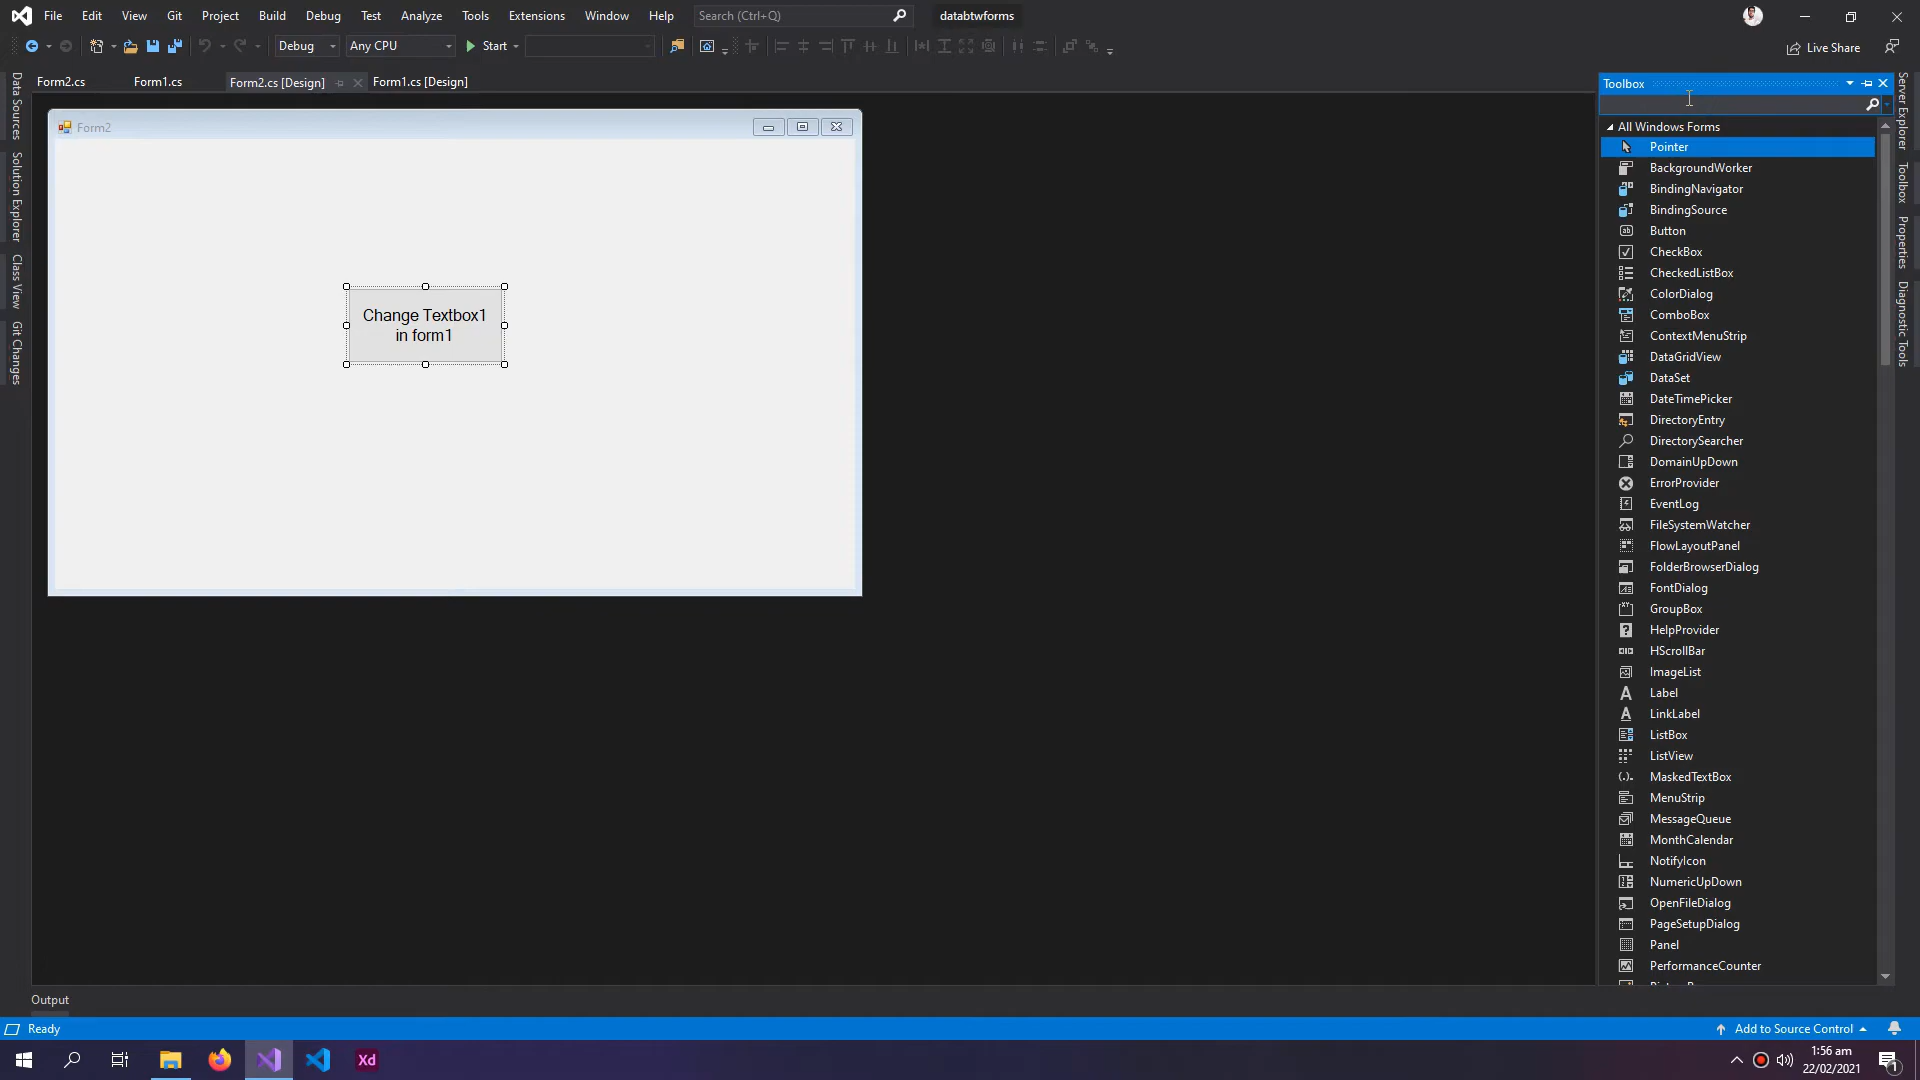 File Edit View Git Project Build Debug Test Analyze Tools Extensions Window Help Search (Ctrl+Q) databtwforms
Debug Any CPU Start Live Share
Form2.cs Form1.cs Form2.cs [Design] Form1.cs [Design]
Data Sources
Solution Explorer
Class View
Git Changes
Form2
Change Textbox1
in form1
Toolbox
All Windows Forms
Pointer
BackgroundWorker
BindingNavigator
BindingSource
Button
CheckBox
CheckedListBox
ColorDialog
ComboBox
ContextMenuStrip
DataGridView
DataSet
DateTimePicker
DirectoryEntry
DirectorySearcher
DomainUpDown
ErrorProvider
EventLog
FileSystemWatcher
FlowLayoutPanel
FolderBrowserDialog
FontDialog
GroupBox
HelpProvider
HScrollBar
ImageList
Label
LinkLabel
ListBox
ListView
MaskedTextBox
MenuStrip
MessageQueue
MonthCalendar
NotifyIcon
NumericUpDown
OpenFileDialog
PageSetupDialog
Panel
PerformanceCounter
Server Explorer
Toolbox
Properties
Diagnostic Tools
Output
Ready Add to Source Control
Xd
1:56 am
22/02/2021
1